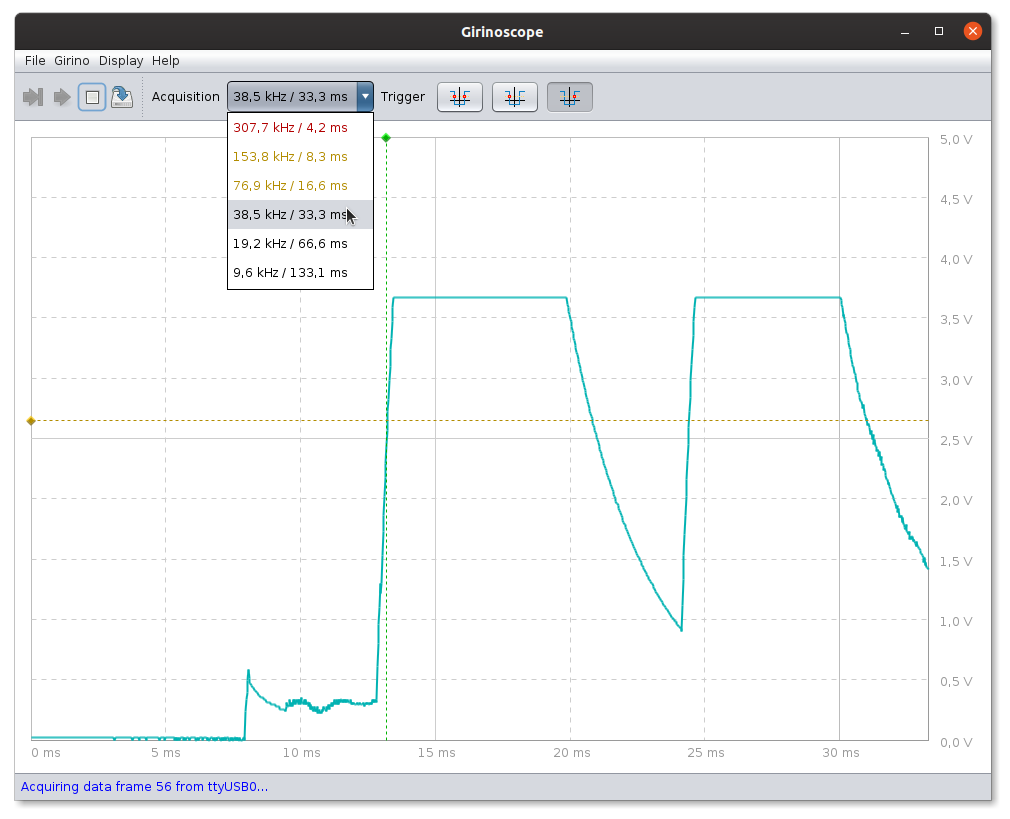 Girinoscope
File Girino Display Help
Acquisition 38,5 kHz / 33,3 ms Trigger
307,7 kHz / 4,2 ms
153,8 kHz / 8,3 ms
76,9 kHz / 16,6 ms
38,5 kHz / 33,3 ms
19,2 kHz / 66,6 ms
9,6 kHz / 133,1 ms
5,0 V
4,5 V
4,0 V
3,5 V
3,0 V
2,5 V
2,0 V
1,5 V
1,0 V
0,5 V
0,0 V
0 ms 5 ms 10 ms 15 ms 20 ms 25 ms 30 ms
Acquiring data frame 56 from ttyUSB0...